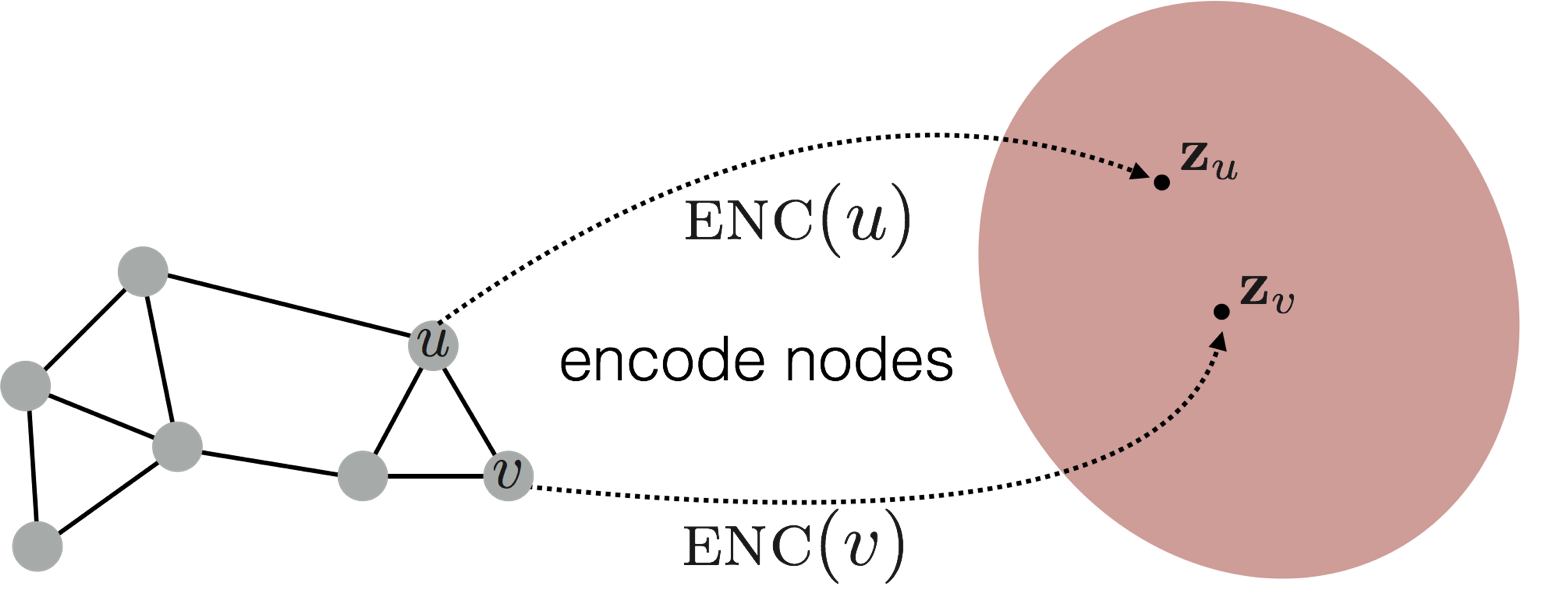 z_u
ENC(u)
z_v
u
encode nodes
v
ENC(v)